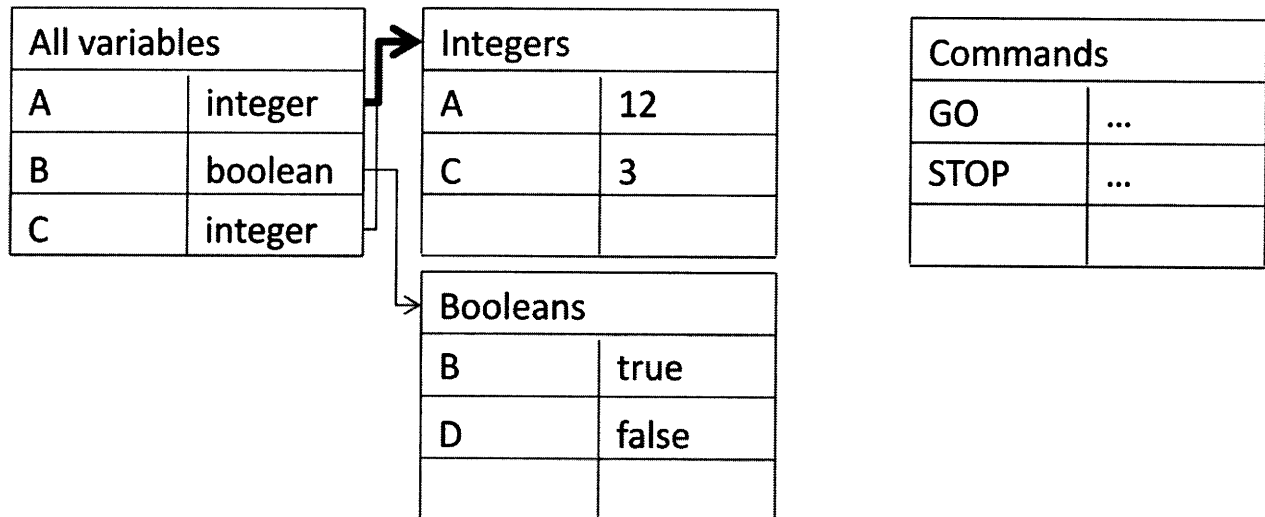 All variables
A integer
B boolean
C integer
Integers
A 12
C 3
Booleans
B true
D false
Commands
GO ...
STOP ...